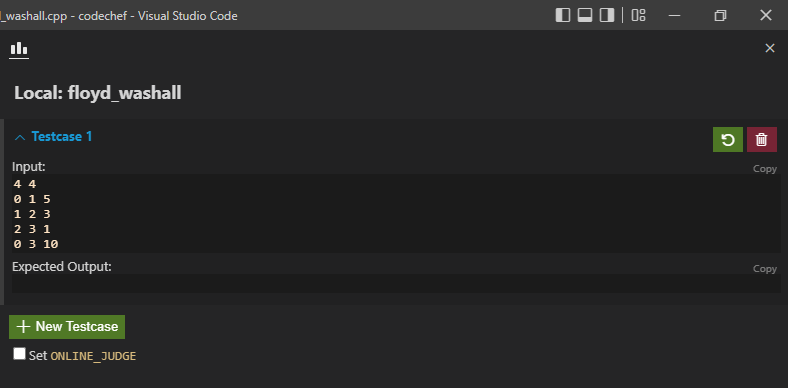 _washall.cpp - codechef - Visual Studio Code
Local: floyd_washall
Testcase 1
Input:
Copy
4 4
0 1 5
1 2 3
2 3 1
0 3 10
Expected Output:
Copy
New Testcase
Set ONLINE_JUDGE